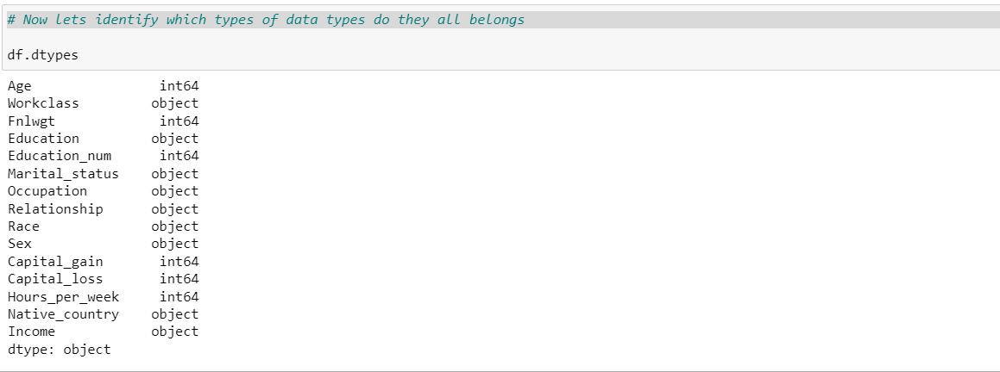 # Now Lets identify which types of data types do they all belongs
df.dtypes
Age int64
Workclass object
Fnlwgt int64
Education object
Education_num int64
Marital_status object
Occupation object
Relationship object
Race object
Sex object
Capital_gain int64
Capital_loss int64
Hours_per_week int64
Native_country object
Income object
dtype: object